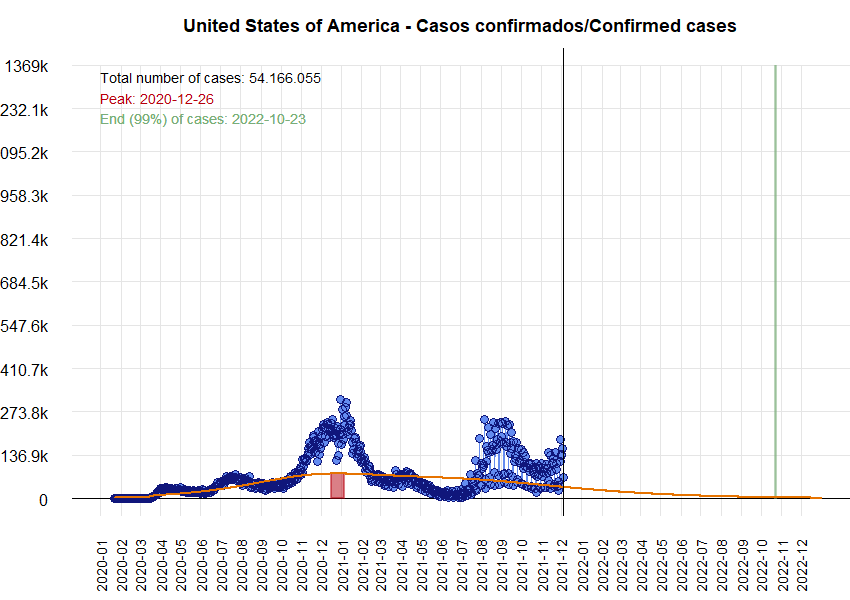 United States of America - Casos confirmados/Confirmed cases
Total number of cases: 54.166.055
Peak: 2020-12-26
End (99%) of cases: 2022-10-23
1369k
232.1k
095.2k
958.3k
821.4k
684.5k
547.6k
410.7k
273.8k
136.9k
0
2020-01
2020-02
2020-03
2020-04
2020-05
2020-06
2020-07
2020-08
2020-09
2020-10
2020-11
2020-12
2021-01
2021-02
2021-03
2021-04
2021-05
2021-06
2021-07
2021-08
2021-09
2021-10
2021-11
2021-12
2022-01
2022-02
2022-03
2022-04
2022-05
2022-06
2022-07
2022-08
2022-09
2022-10
2022-11
2022-12